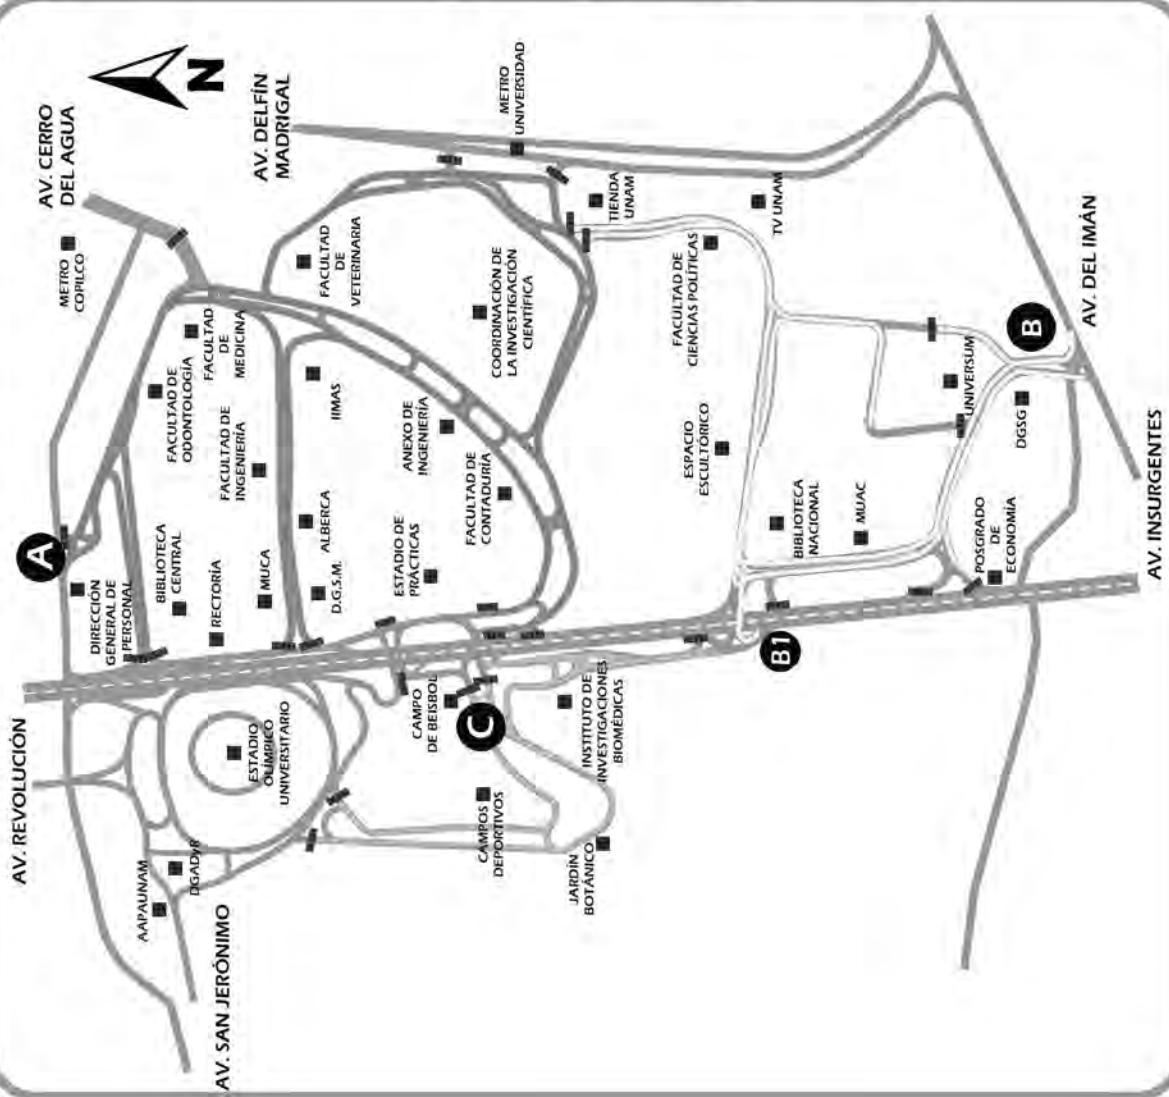 AV. CERRO
DEL AGUA
N
AV. DELFÍN
MADRIGAL
METRO
COPILCO
METRO
UNIVERSIDAD
FACULTAD
DE
VETERINARIA
TIENDA
UNAM
TV UNAM
COORDINACIÓN DE
LA INVESTIGACIÓN
CIENTÍFICA
FACULTAD DE
CIENCIAS POLÍTICAS
AV. DEL IMÁN
B
FACULTAD
DE
MEDICINA
FACULTAD DE
ODONTOLOGÍA
IIMAS
UNIVERSUM
DGSG
FACULTAD DE
INGENIERÍA
ANEXO DE
INGENIERÍA
FACULTAD DE
CONTADURÍA
ESPACIO
ESCULTÓRICO
A
ALBERCA
BIBLIOTECA
NACIONAL
MUAC
AV. INSURGENTES
DIRECCIÓN
GENERAL DE
PERSONAL
BIBLIOTECA
CENTRAL
RECTORÍA
MUCA
D.G.S.M.
ESTADIO DE
PRÁCTICAS
POSGRADO
DE
ECONOMÍA
B1
CAMPO
DE BEISBOL
C
INSTITUTO DE
INVESTIGACIONES
BIOMÉDICAS
AV. REVOLUCIÓN
ESTADIO
OLÍMPICO
UNIVERSITARIO
CAMPOS
DEPORTIVOS
JARDÍN
BOTÁNICO
DGADyR
AAPAUNAM
AV. SAN JERÓNIMO